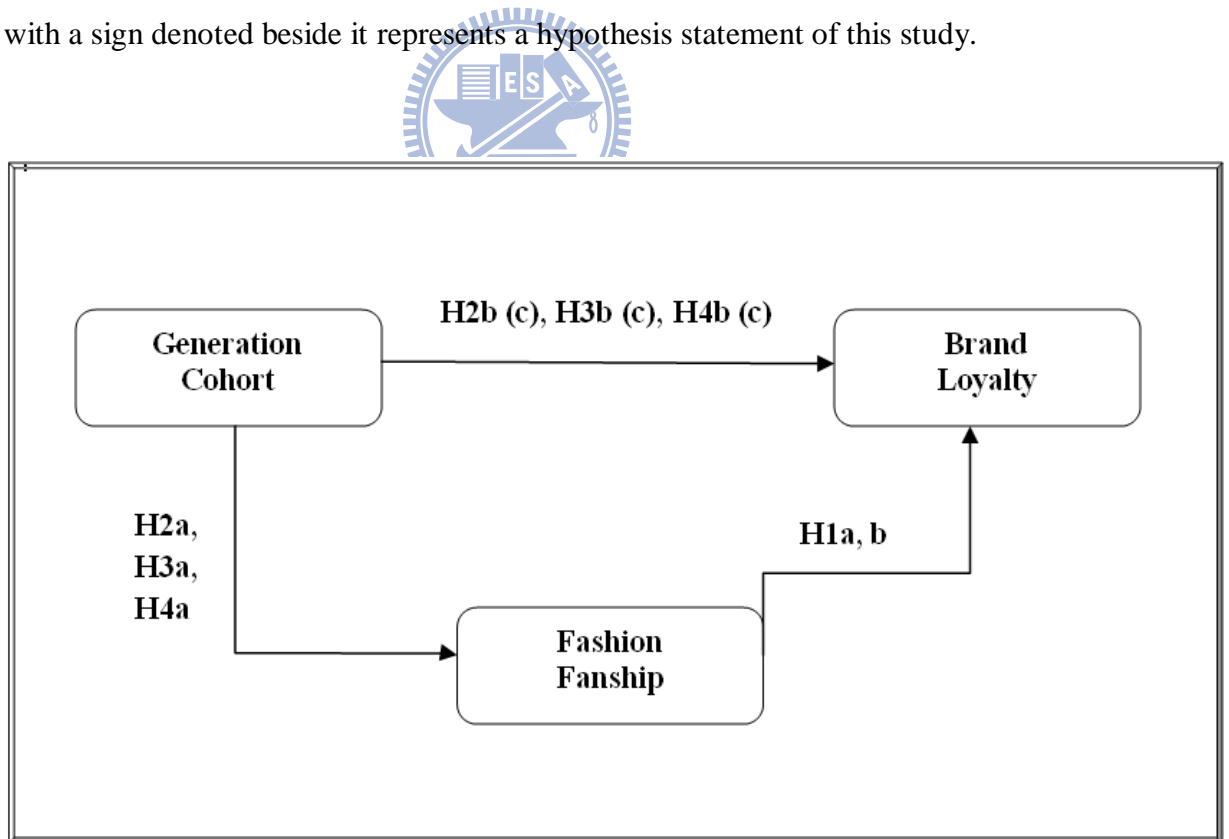 with a sign denoted beside it represents a hypothesis statement of this study.
E S A
H2b (c), H3b (c), H4b (c)
Generation
Cohort
Brand
Loyalty
H2a,
H3a,
H4a
H1a, b
Fashion
Fanship